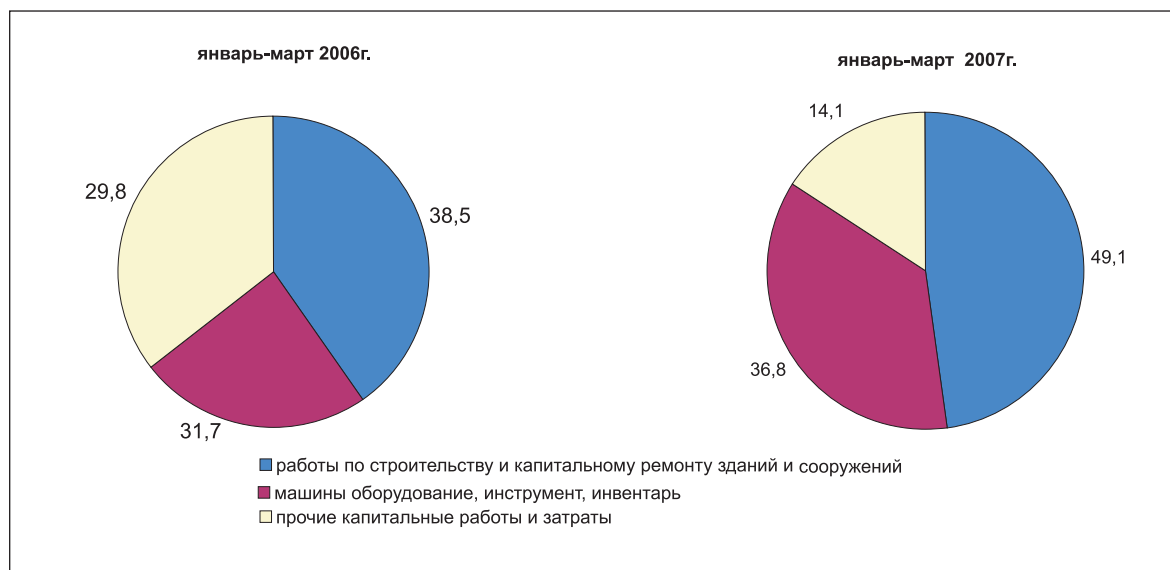 январь-март 2006г.
29,8
38,5
31,7
январь-март 2007г.
14,1
49,1
36,8
работы по строительству и капитальному ремонту зданий и сооружений
машины оборудование, инструмент, инвентарь
прочие капитальные работы и затраты